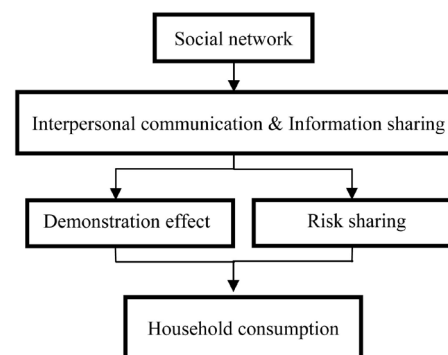 Social network
Interpersonal communication & Information sharing
Demonstration effect
Risk sharing
Household consumption